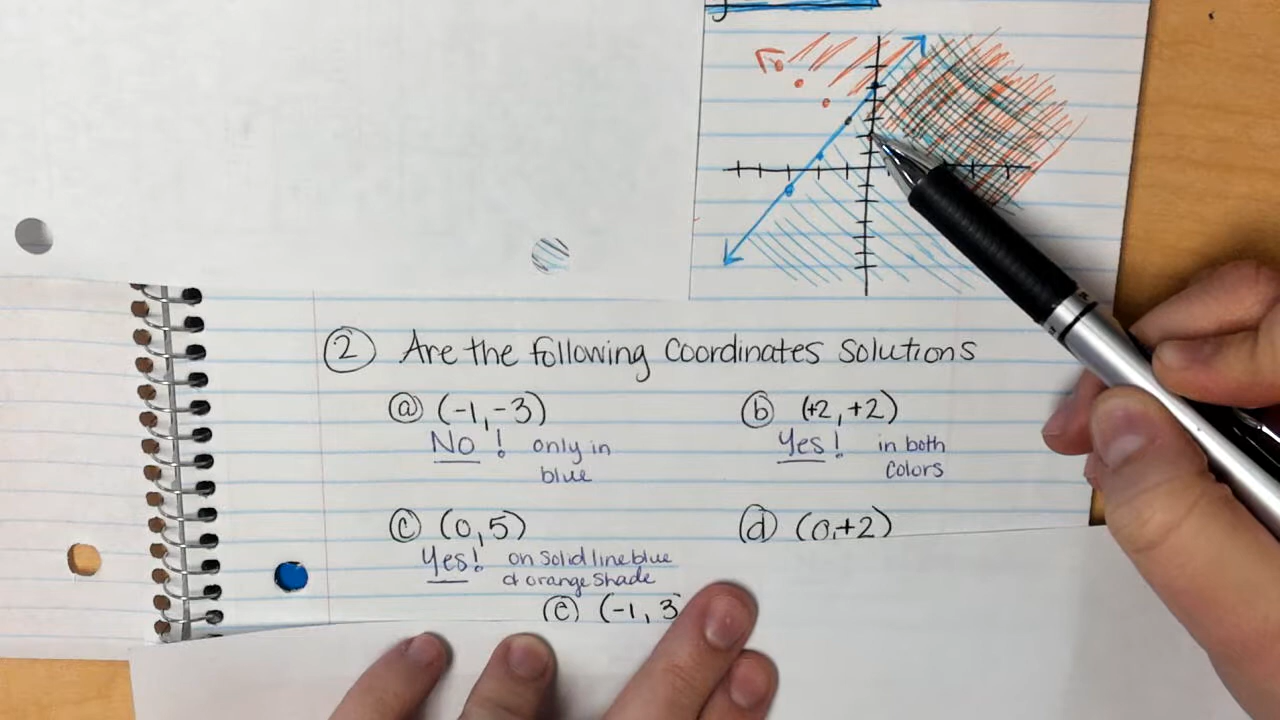 ② Are the following Coordinates Solutions
ⓐ (-1,-3)
NO! only in
blue
ⓑ (+2,+2)
Yes! in both
colors
ⓒ (0,5)
Yes! on Solid line blue
& orange Shade
ⓓ (0,+2)
ⓔ (-1, 3